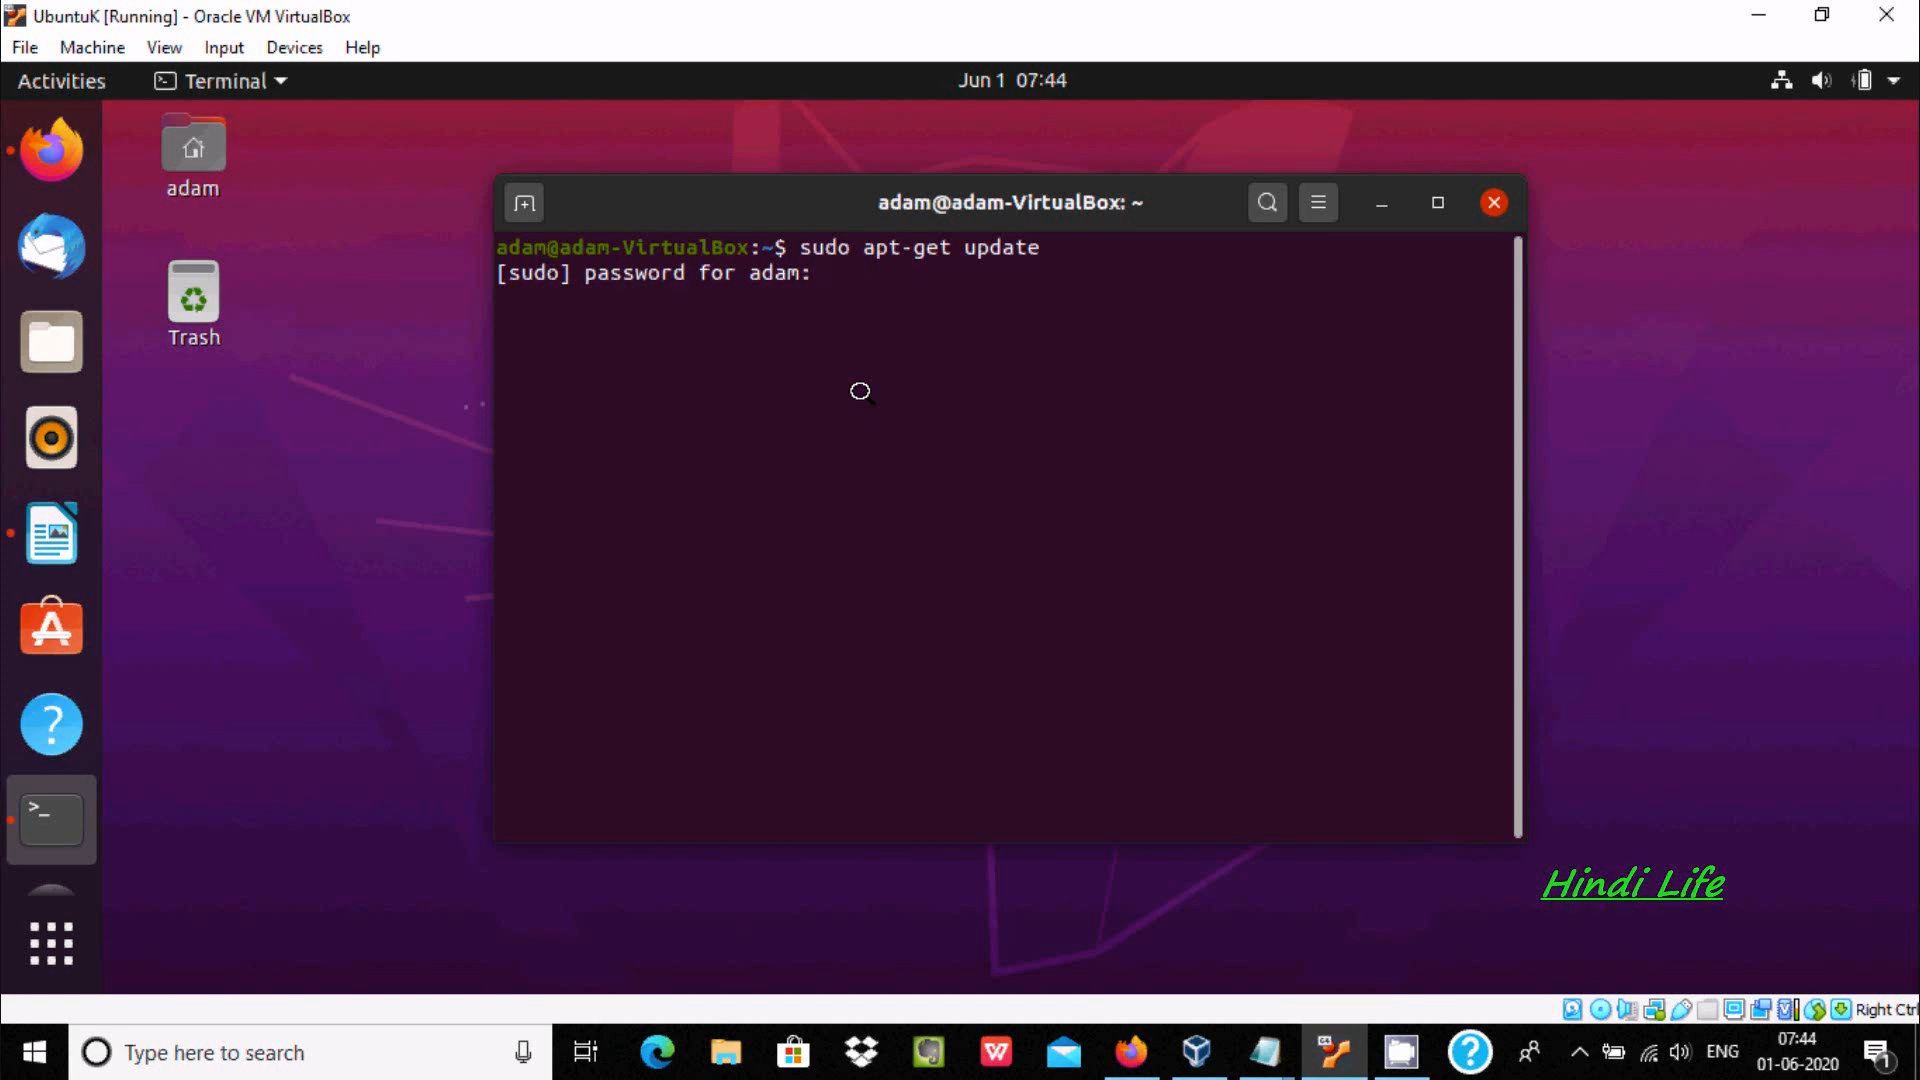 UbuntuK [Running] - Oracle VM VirtualBox
File Machine View Input Devices Help
Activities Terminal Jun 1 07:44
adam
Trash
adam@adam-VirtualBox: ~
adam@adam-VirtualBox:~$ sudo apt-get update
[sudo] password for adam:
Hindi Life
Right Ctrl
Type here to search
ENG
07:44
01-06-2020
1